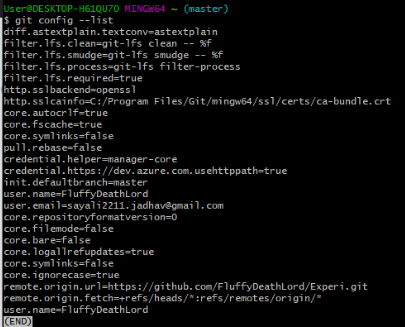 User@DESKTOP-H61QU70 MINGW64 ~ (master)
$ git config --list
diff.astextplain.textconv=astextplain
filter.lfs.clean=git-lfs clean -- %f
filter.lfs.smudge=git-lfs smudge -- %f
filter.lfs.process=git-lfs filter-process
filter.lfs.required=true
http.sslbackend=openssl
http.sslcainfo=C:/Program Files/Git/mingw64/ssl/certs/ca-bundle.crt
core.autocrlf=true
core.fscache=true
core.symlinks=false
pull.rebase=false
credential.helper=manager-core
credential.https://dev.azure.com.usehttppath=true
init.defaultbranch=master
user.name=FluffyDeathLord
user.email=sayali2211.jadhav@gmail.com
core.repositoryformatversion=0
core.filemode=false
core.bare=false
core.logallrefupdates=true
core.symlinks=false
core.ignorecase=true
remote.origin.url=https://github.com/FluffyDeathLord/Experi.git
remote.origin.fetch=+refs/heads/*:refs/remotes/origin/*
user.name=FluffyDeathLord
(END)